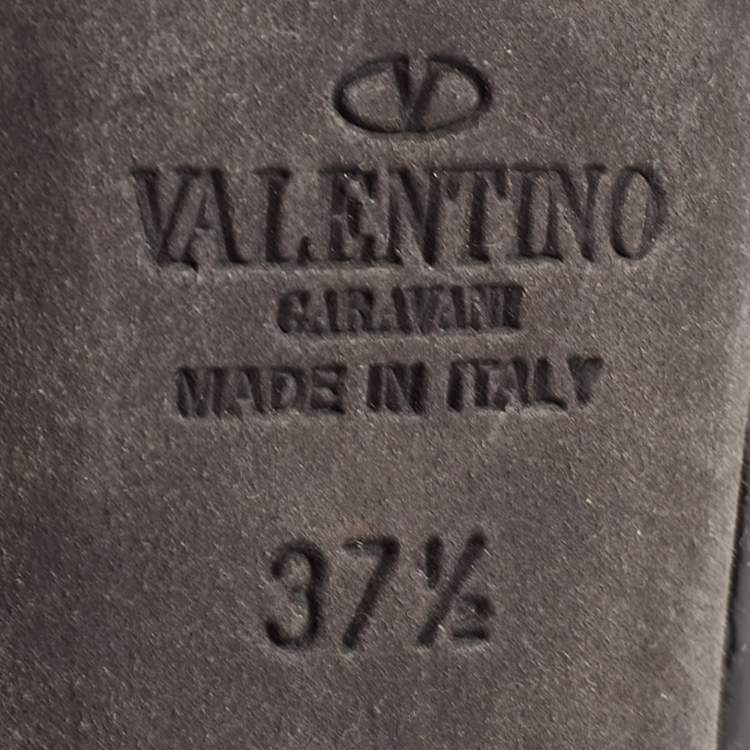 V
VALENTINO
GARAVANI
MADE IN ITALY
37½